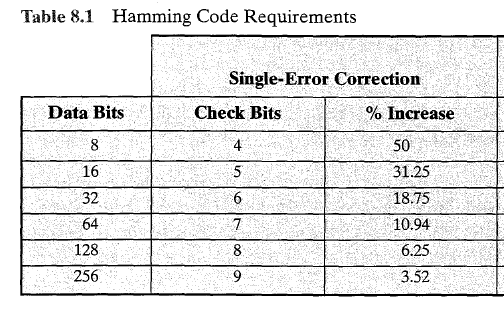 Table 8.1 Hamming Code Requirements
Single-Error Correction
Data Bits Check Bits % Increase
8 4 50
16 5 31.25
32 6 18.75
64 7 10.94
128 8 6.25
256 9 3.52